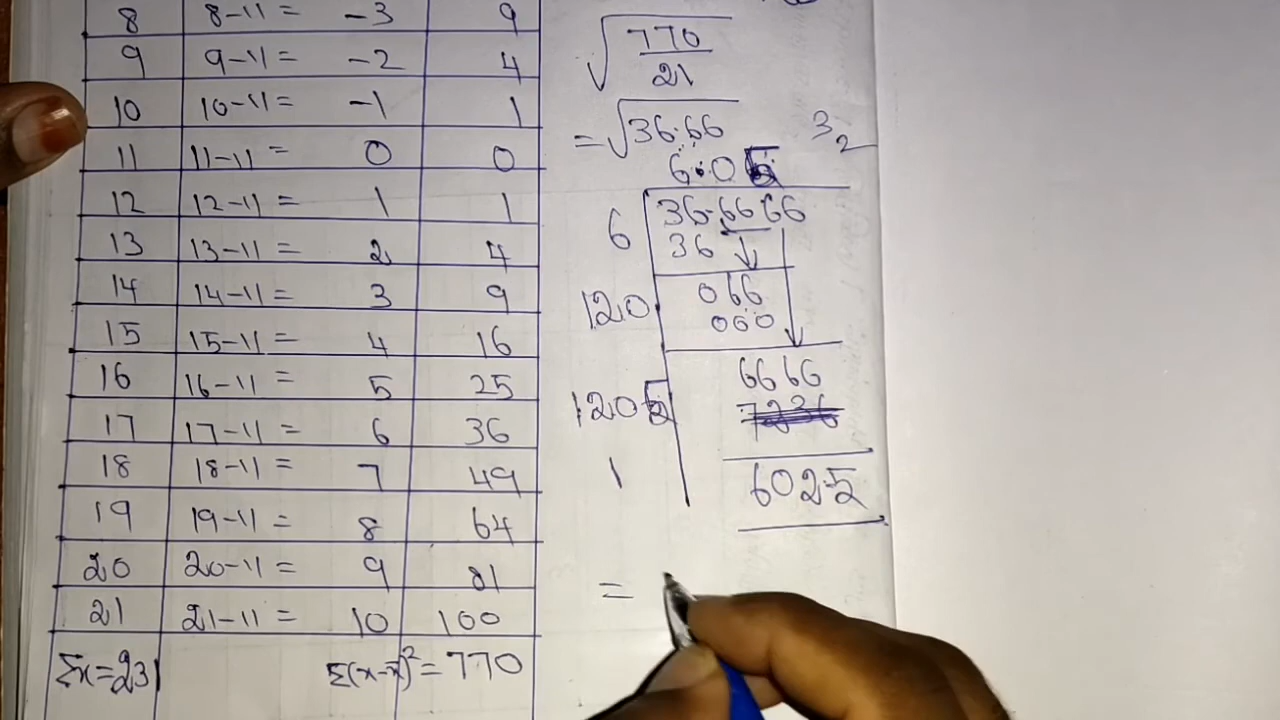 8 8-11 = -3 9
9 9-11 = -2 4
10 10-11 = -1 1
11 11-11 = 0 0
12 12-11 = 1 1
13 13-11 = 2 4
14 14-11 = 3 9
15 15-11 = 4 16
16 16-11 = 5 25
17 17-11 = 6 36
18 18-11 = 7 49
19 19-11 = 8 64
20 20-11 = 9 81
21 21-11 = 10 100
Σx=231 Σ(x-x̄)²=770
√770/21
=√36.66
32
6.05
6 36.6666
36
120 066
060
6666
1205 7236
1 6025
=